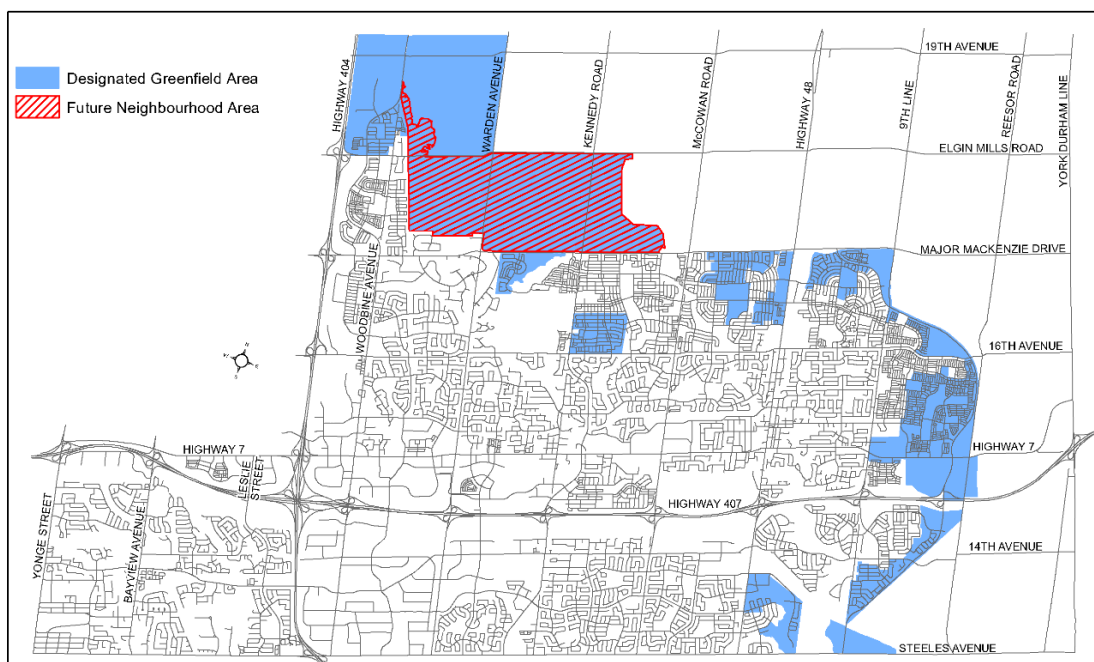 19TH AVENUE
Designated Greenfield Area
Future Neighbourhood Area
HIGHWAY 404
WARDEN AVENUE
KENNEDY ROAD
McCOWAN ROAD
HIGHWAY 48
9TH LINE
REESOR ROAD
YORK DURHAM LINE
ELGIN MILLS ROAD
MAJOR MACKENZIE DRIVE
WOODBINE AVENUE
16TH AVENUE
N
W
E
S
HIGHWAY 7
HIGHWAY 7
LESLIE
STREET
HIGHWAY 407
YONGE STREET
BAYVIEW AVENUE
14TH AVENUE
STEELES AVENUE